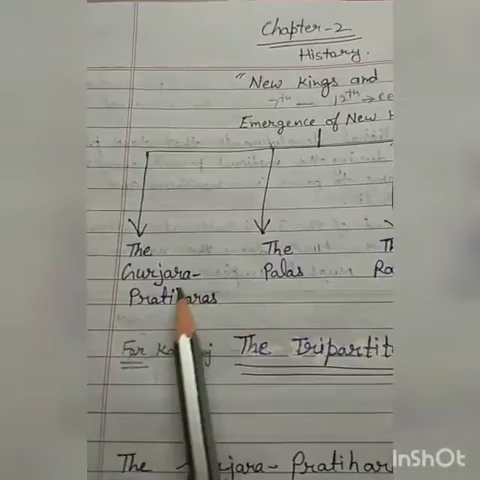 Chapter-2
History.
"New Kings and
7th — 12th →
Emergence of New
The The
Gurjara- Palas
Pratiharas
For The Tripartit
The Pratihar
InShOt